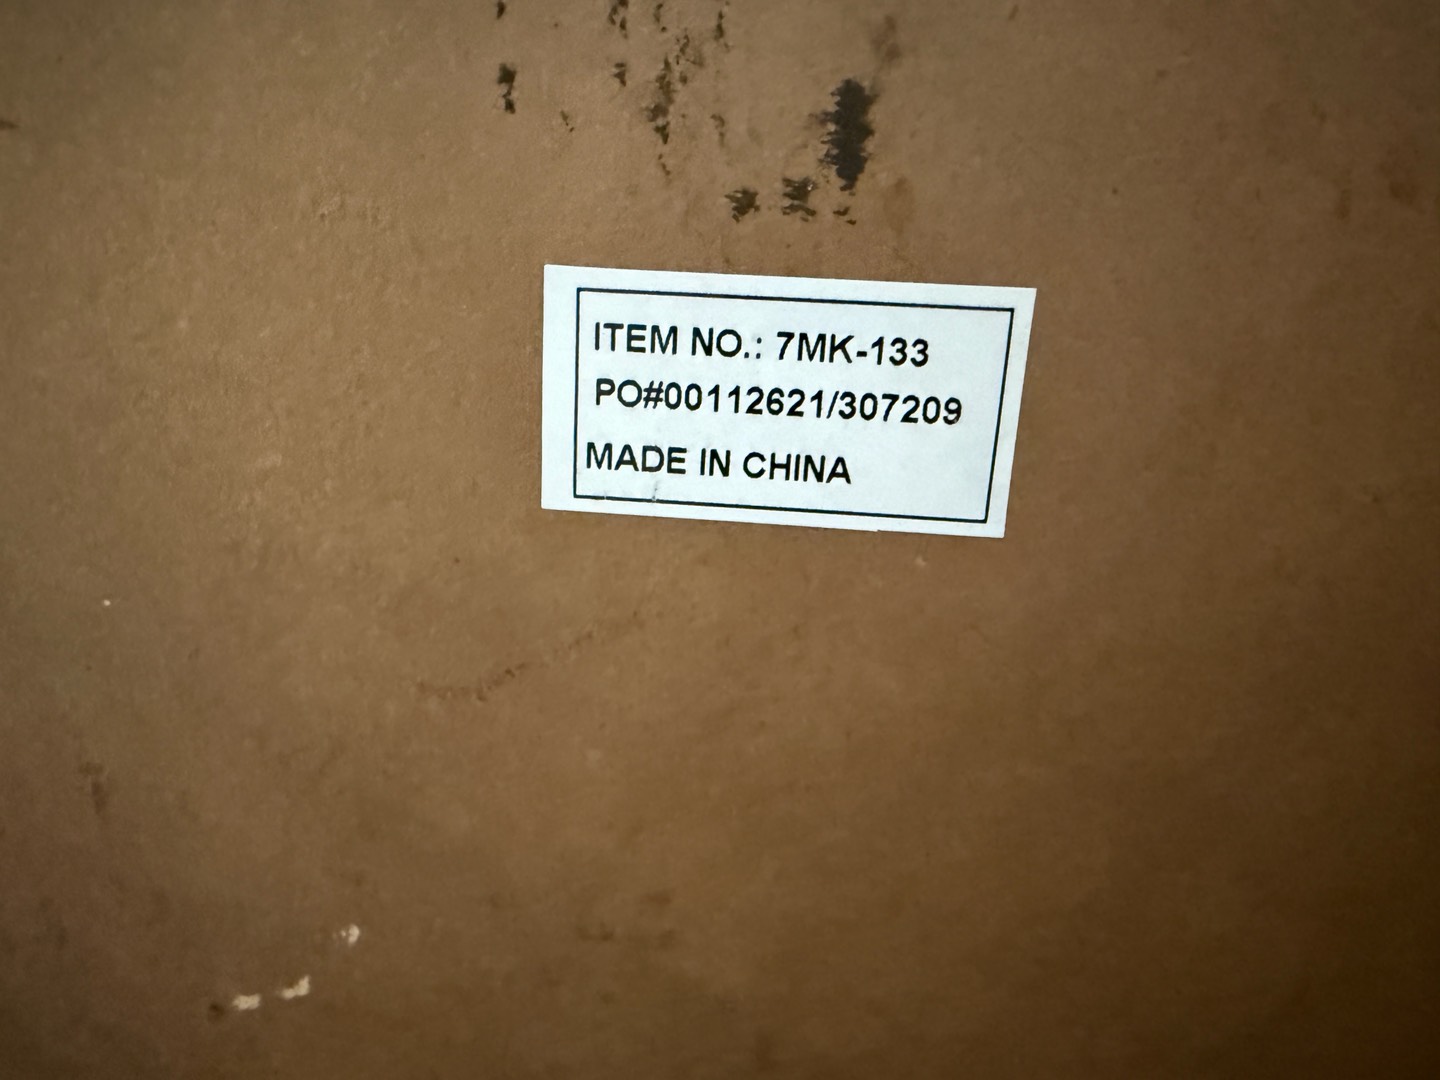 ITEM NO.: 7MK-133
PO#00112621/307209
MADE IN CHINA